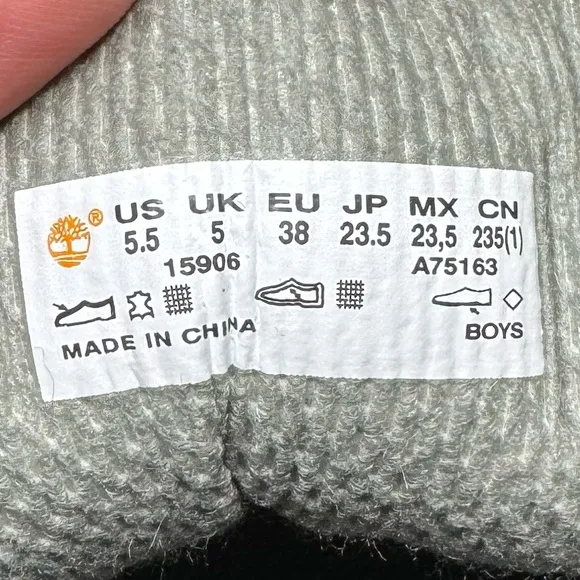 ® US UK EU JP MX CN
5.5 5 38 23.5 23,5 235(1)
15906 A75163
MADE IN CHINA BOYS